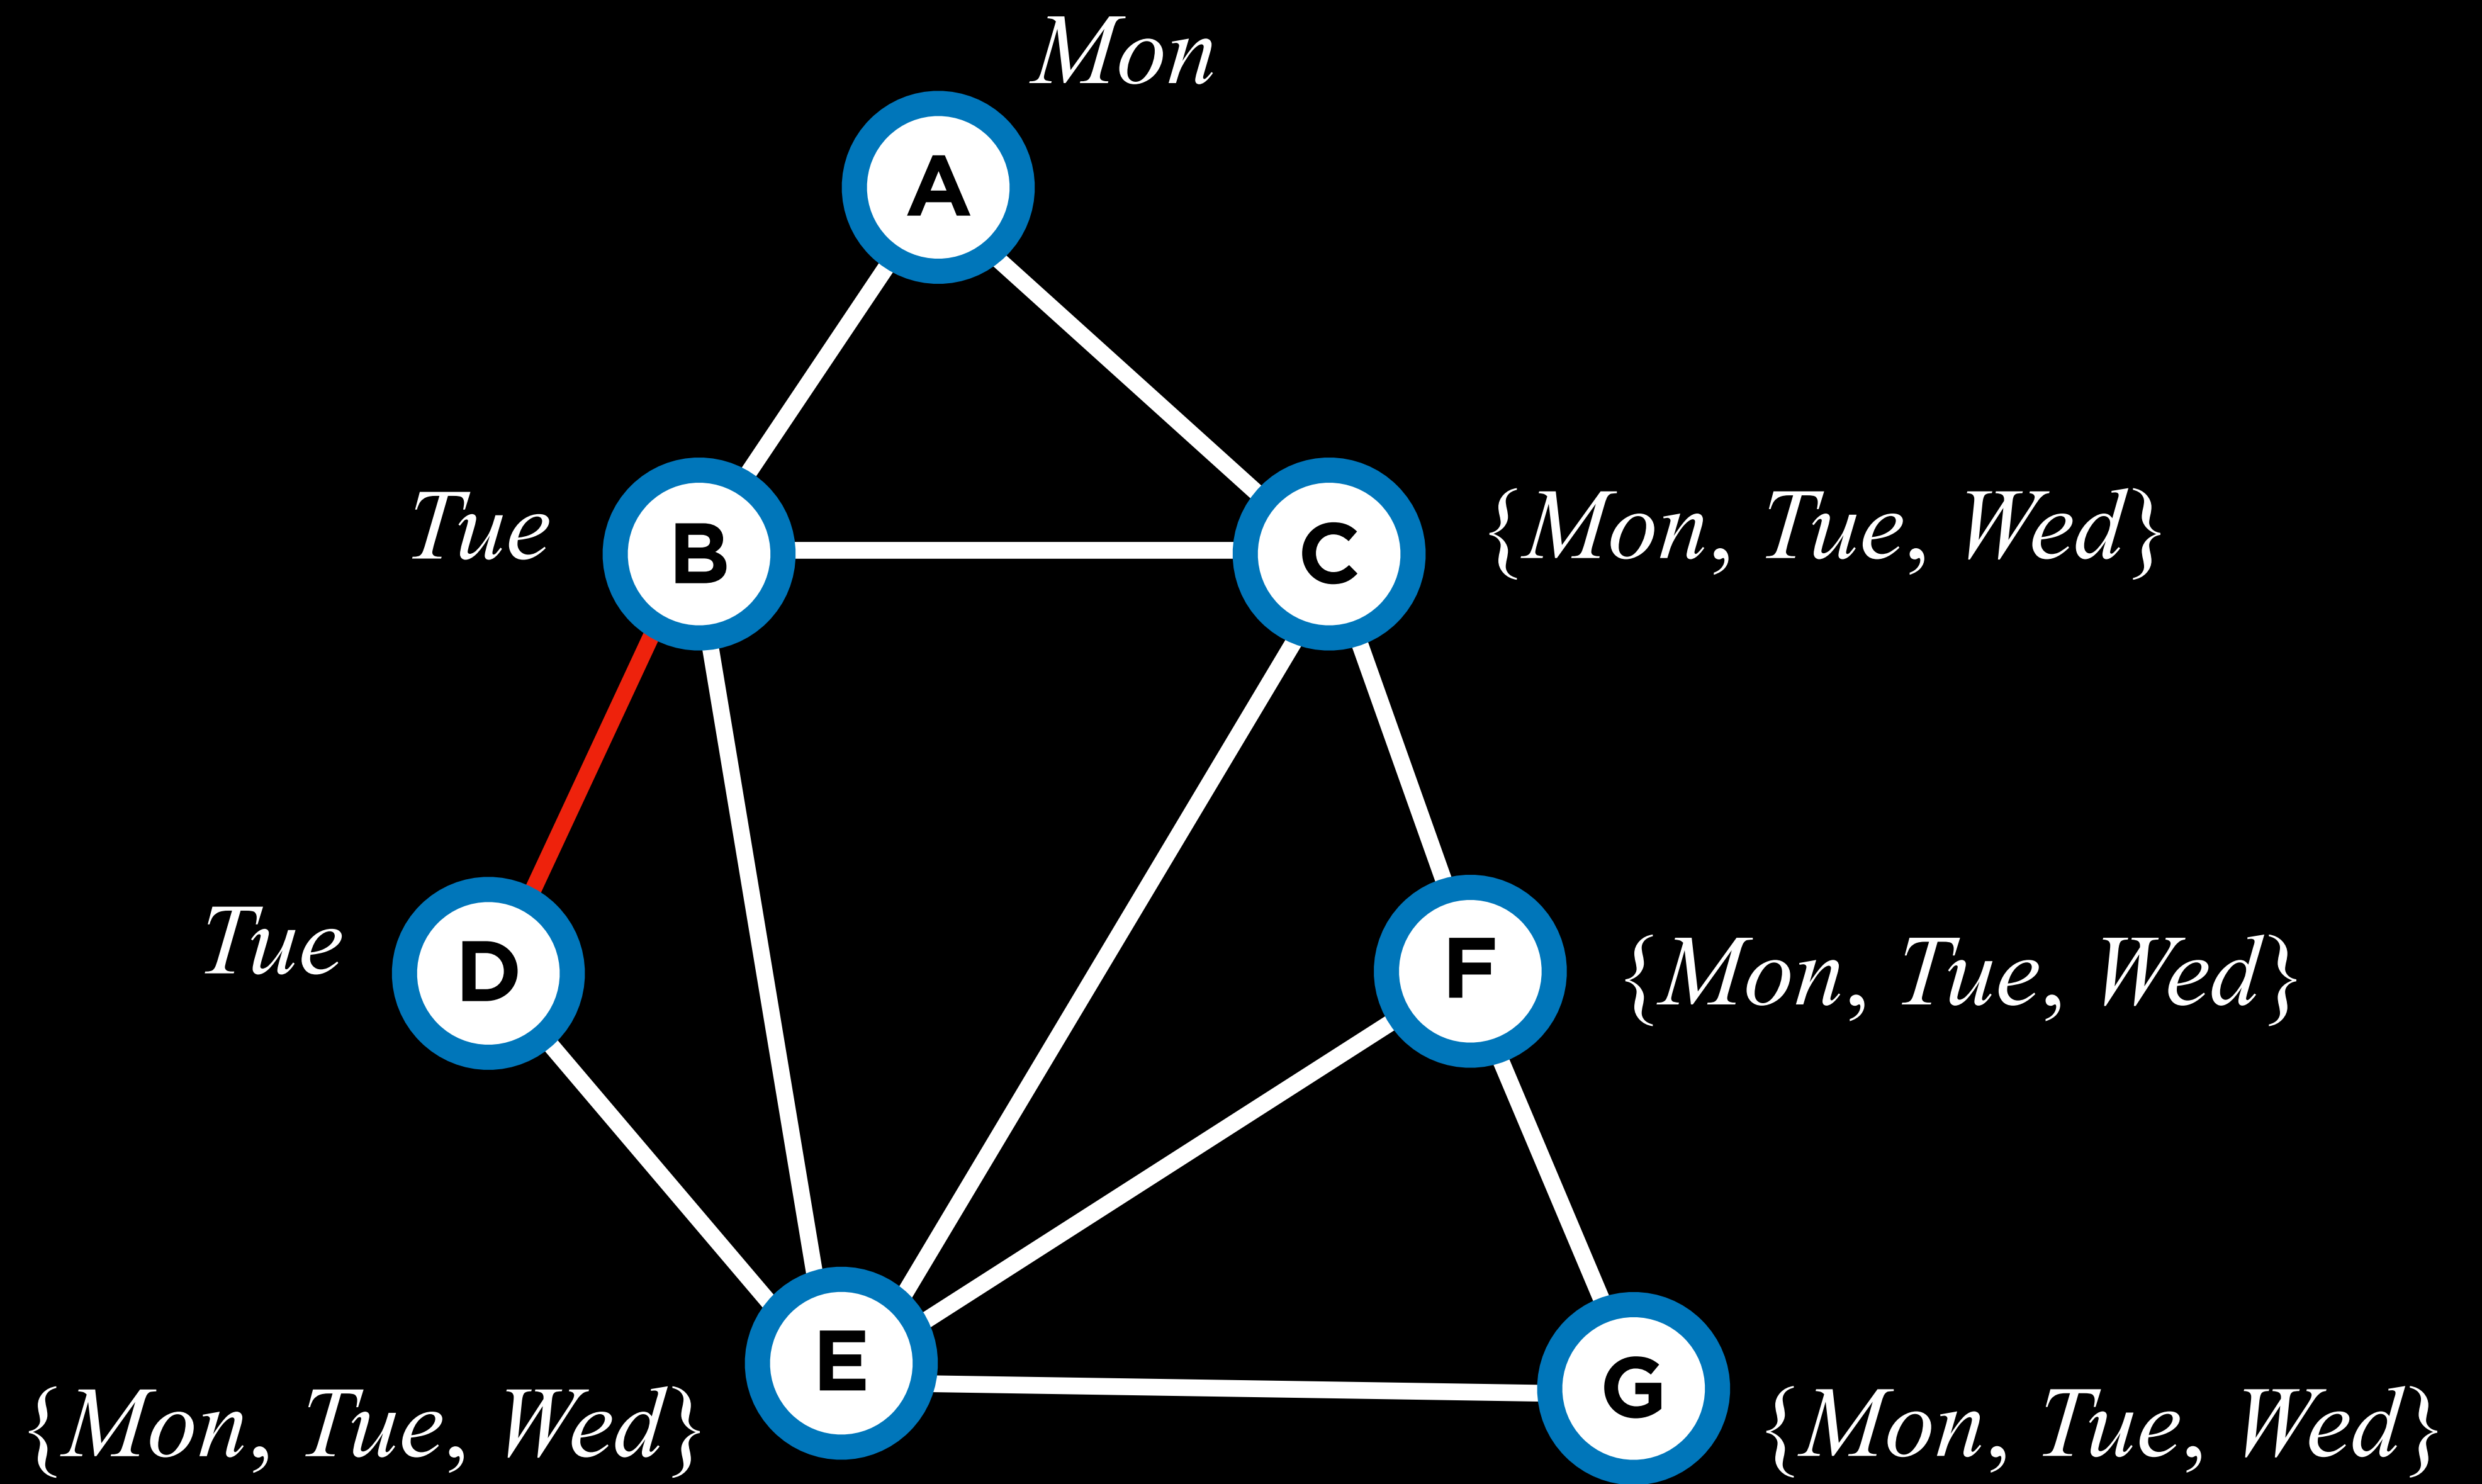 Mon
A
Tue
B
C
{Mon, Tue, Wed}
Tue
D
F
{Mon, Tue, Wed}
{Mon, Tue, Wed}
E
G
{Mon, Tue, Wed}